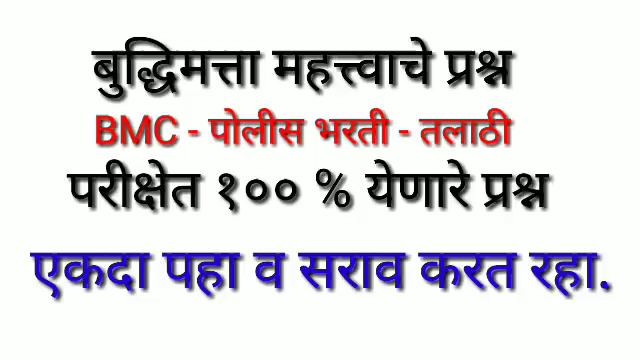 बुद्धिमत्ता महत्त्वाचे प्रश्न
BMC - पोलीस भरती - तलाठी
परीक्षेत १०० % येणारे प्रश्न
एकदा पहा व सराव करत रहा.